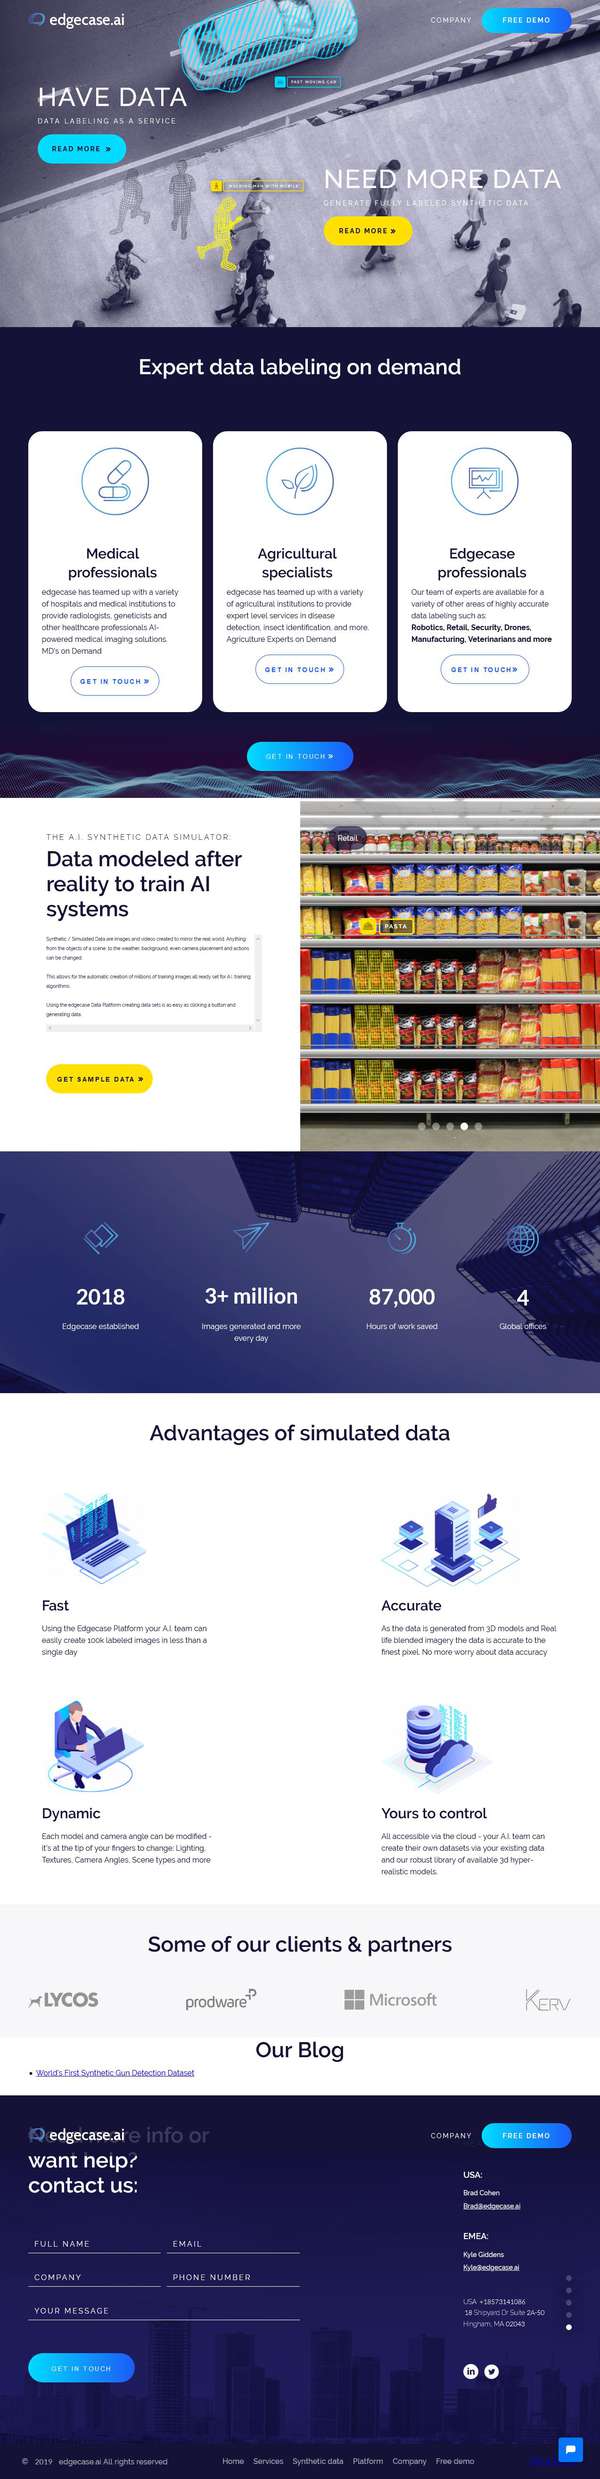 edgecase.ai
COMPANY
FREE DEMO
FAST MOVING CAR
HAVE DATA
DATA LABELING AS A SERVICE
READ MORE »
WALKING MAN WITH MOBILE
NEED MORE DATA
GENERATE FULLY LABELED SYNTHETIC DATA
READ MORE »
Expert data labeling on demand
Medical
professionals
edgecase has teamed up with a variety
of hospitals and medical institutions to
provide radiologists, geneticists and
other healthcare professionals AI-
powered medical imaging solutions.
MD's on Demand
GET IN TOUCH »
Agricultural
specialists
edgecase has teamed up with a variety
of agricultural institutions to provide
expert level services in disease
detection, insect identification, and more.
Agriculture Experts on Demand
GET IN TOUCH »
Edgecase
professionals
Our team of experts are available for a
variety of other areas of highly accurate
data labeling such as:
Robotics, Retail, Security, Drones,
Manufacturing, Veterinarians and more
GET IN TOUCH»
GET IN TOUCH »
THE A.I. SYNTHETIC DATA SIMULATOR:
Data modeled after
reality to train AI
systems
Synthetic / Simulated Data are images and videos created to mirror the real world. Anything
from the objects of a scene, to the weather, background, even camera placement and actions
can be changed.
This allows for the automatic creation of millions of training images all ready set for A.I. training
algorithms.
Using the edgecase Data Platform creating data sets is as easy as clicking a button and
generating data.
GET SAMPLE DATA »
Retail
PASTA
2018
Edgecase established
3+ million
Images generated and more
every day
87,000
Hours of work saved
4
Global offices
Advantages of simulated data
Fast
Using the Edgecase Platform your A.I. team can
easily create 100k labeled images in less than a
single day
Accurate
As the data is generated from 3D models and Real
life blended imagery the data is accurate to the
finest pixel. No more worry about data accuracy
Dynamic
Each model and camera angle can be modified -
it's at the tip of your fingers to change: Lighting,
Textures, Camera Angles, Scene types and more
Yours to control
All accessible via the cloud - your A.I. team can
create their own datasets via your existing data
and our robust library of available 3d hyper-
realistic models.
Some of our clients & partners
LYCOS
prodware
Microsoft
KERV
Our Blog
World's First Synthetic Gun Detection Dataset
edgecase.ai
COMPANY
FREE DEMO
Need more info or
want help?
contact us:
FULL NAME
EMAIL
COMPANY
PHONE NUMBER
YOUR MESSAGE
GET IN TOUCH
USA:
Brad Cohen
Brad@edgecase.ai
EMEA:
Kyle Giddens
Kyle@edgecase.ai
USA +18573141086
18 Shipyard Dr Suite 2A-50
Hingham, MA 02043
© 2019 edgecase.ai All rights reserved
Home Services Synthetic data Platform Company Free demo